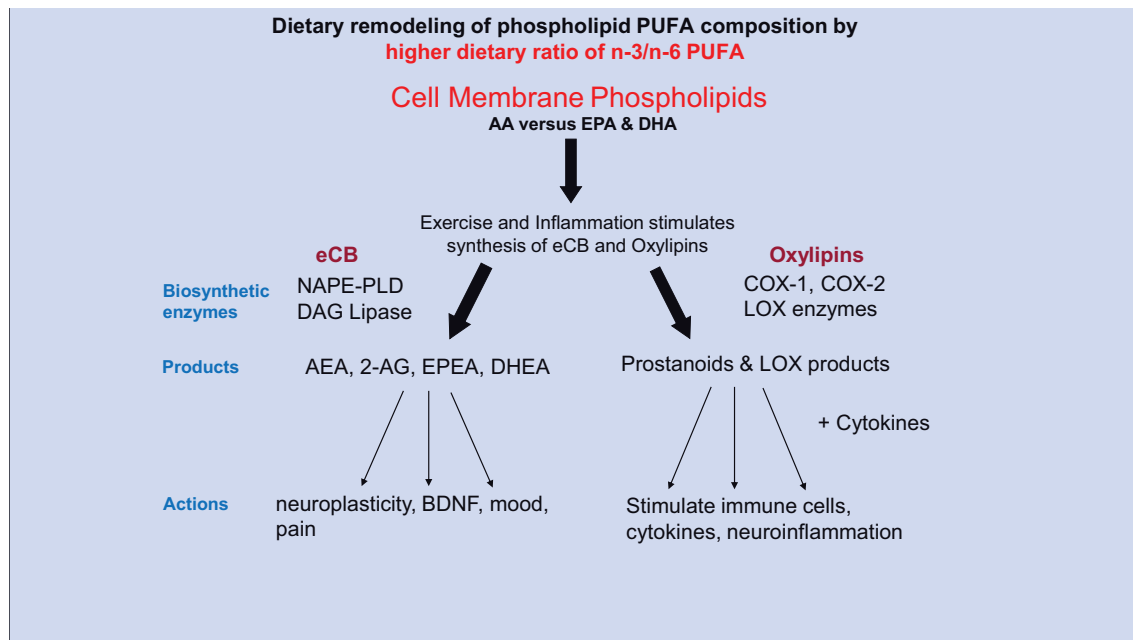 Dietary remodeling of phospholipid PUFA composition by
higher dietary ratio of n-3/n-6 PUFA
Cell Membrane Phospholipids
AA versus EPA & DHA
Exercise and Inflammation stimulates
synthesis of eCB and Oxylipins
eCB
Oxylipins
Biosynthetic
enzymes
NAPE-PLD
DAG Lipase
COX-1, COX-2
LOX enzymes
Products
AEA, 2-AG, EPEA, DHEA
Prostanoids & LOX products
+ Cytokines
Actions
neuroplasticity, BDNF, mood,
pain
Stimulate immune cells,
cytokines, neuroinflammation